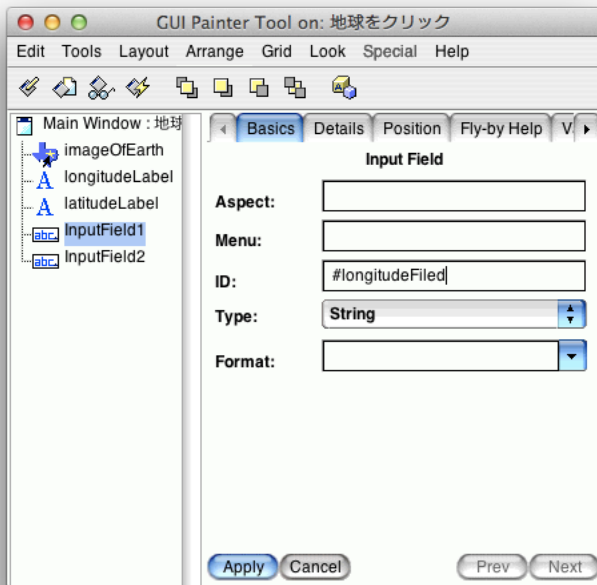 GUI Painter Tool on: 地球をクリック
Edit Tools Layout Arrange Grid Look Special Help
Main Window : 地球
imageOfEarth
longitudeLabel
latitudeLabel
InputField1
InputField2
Basics Details Position Fly-by Help V
Input Field
Aspect:
Menu:
ID: #longitudeFiled
Type: String
Format:
Apply Cancel Prev Next